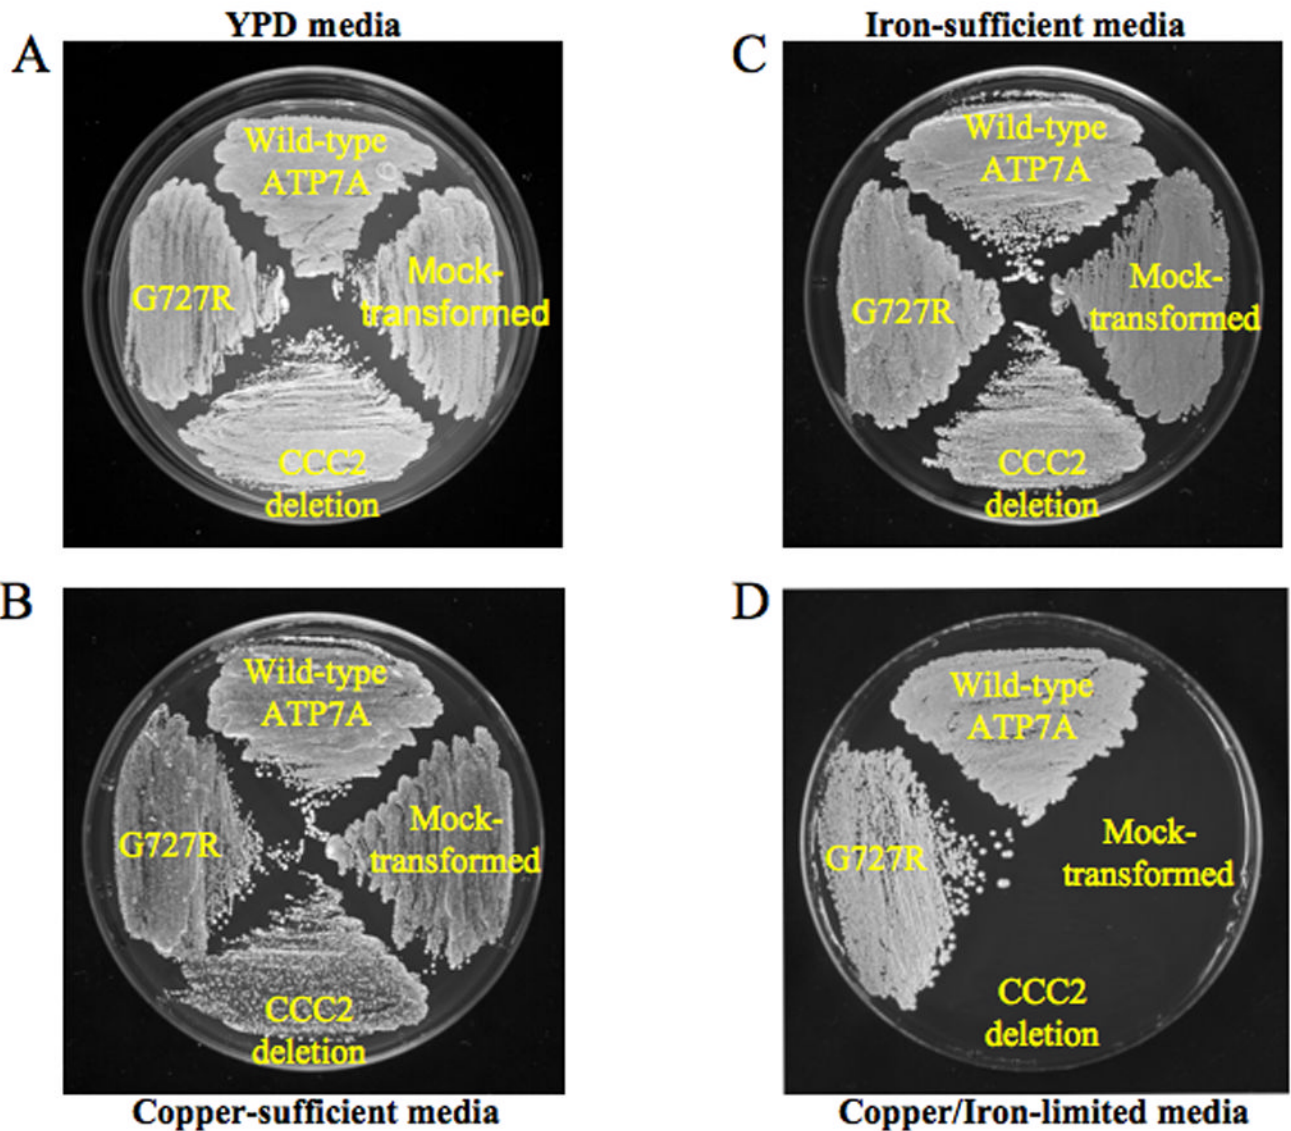 A
YPD media
Wild-type
ATP7A
G727R
Mock-
transformed
CCC2
deletion
C
Iron-sufficient media
Wild-type
ATP7A
G727R
Mock-
transformed
CCC2
deletion
B
Wild-type
ATP7A
G727R
Mock-
transformed
CCC2
deletion
Copper-sufficient media
D
Wild-type
ATP7A
G727R
Mock-
transformed
CCC2
deletion
Copper/Iron-limited media